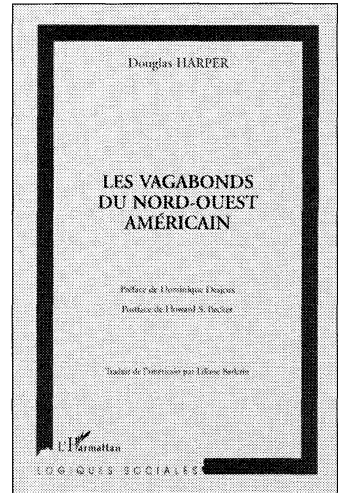 Douglas HARPER
LES VAGABONDS
DU NORD-OUEST
AMÉRICAIN
Préface de Dominique Desjeux
Postface de Howard S. Becker
Traduit de l'américain par Liliane
L'Harmattan
LOGIQUES SOCIALES